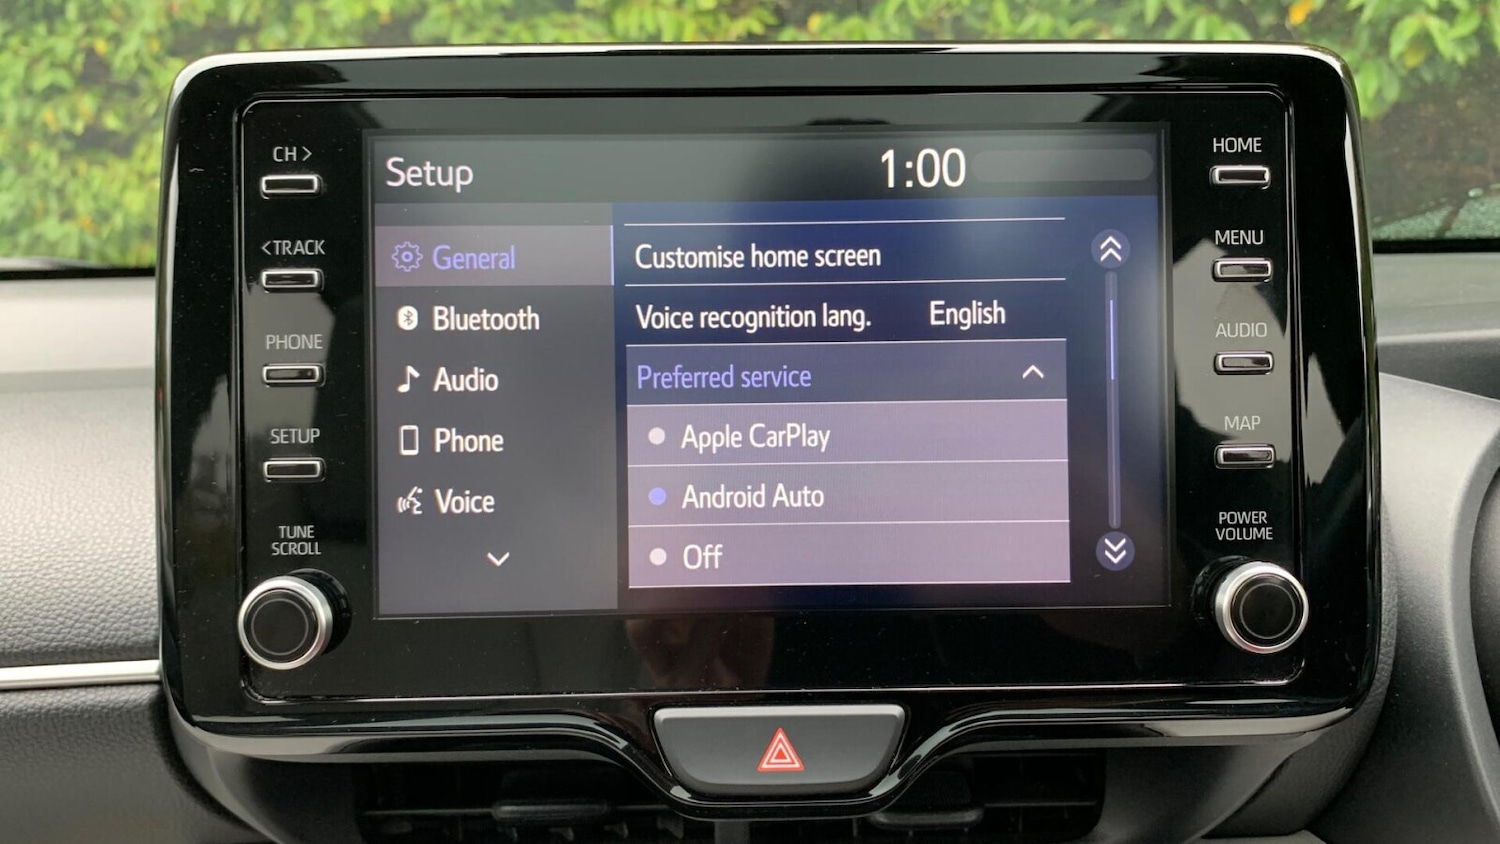 CH >
<TRACK
PHONE
SETUP
TUNE
SCROLL
Setup
1:00
General
Bluetooth
Audio
Phone
Voice
Customise home screen
Voice recognition lang. English
Preferred service
Apple CarPlay
Android Auto
Off
HOME
MENU
AUDIO
MAP
POWER
VOLUME